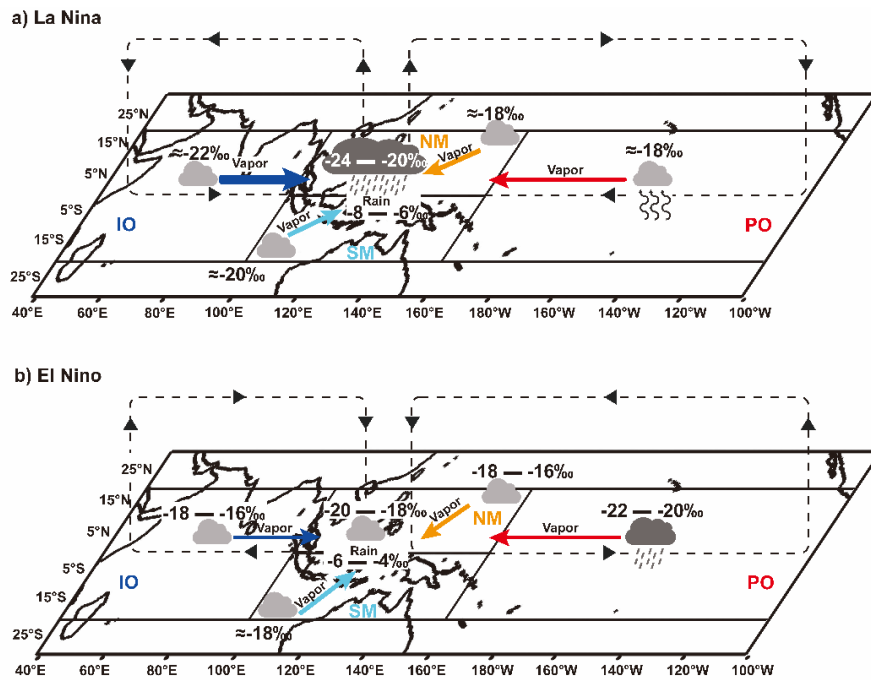 a) La Nina
25°N
15°N
5°N
5°S
15°S
25°S
≈-22‰
Vapor
-24 — -20‰
NM
Vapor
≈-18‰
≈-18‰
Vapor
Rain
-8 — -6‰
Vapor
IO
SM
PO
≈-20‰
40°E 60°E 80°E 100°E 120°E 140°E 160°E 180°W 160°W 140°W 120°W 100°W
b) El Nino
25°N
15°N
5°N
5°S
15°S
25°S
-18 — -16‰
Vapor
-20 — -18‰
-18 — -16‰
Vapor
NM
-22 — -20‰
Vapor
Rain
-6 — -4‰
Vapor
IO
SM
PO
≈-18‰
40°E 60°E 80°E 100°E 120°E 140°E 160°E 180°W 160°W 140°W 120°W 100°W